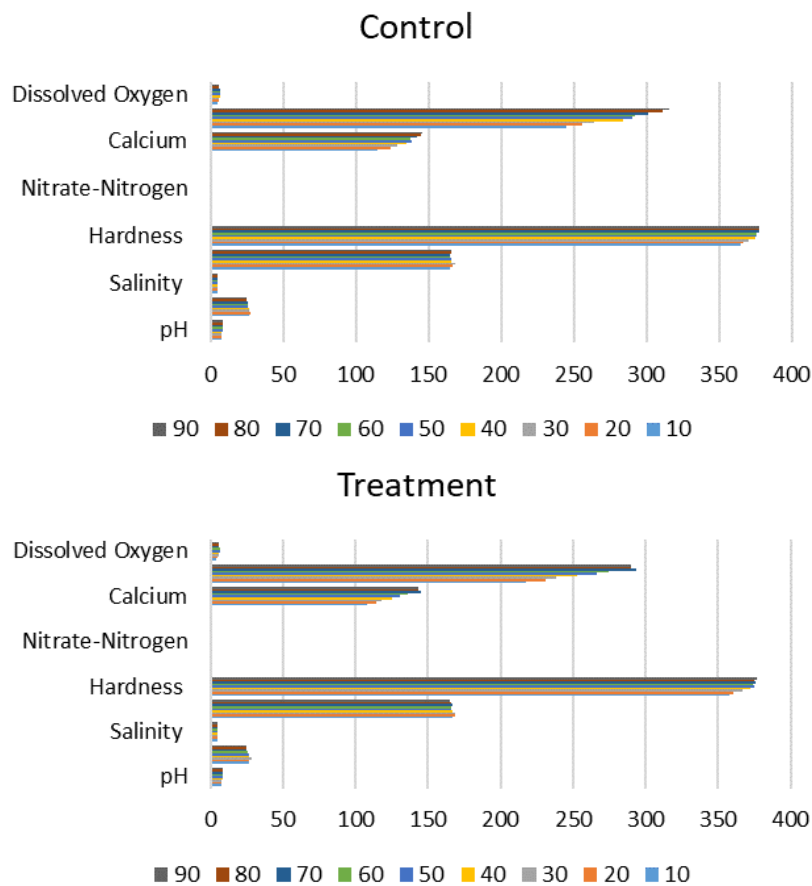 Control
Dissolved Oxygen
Calcium
Nitrate-Nitrogen
Hardness
Salinity
pH
0 50 100 150 200 250 300 350 400
90 80 70 60 50 40 30 20 10
Treatment
Dissolved Oxygen
Calcium
Nitrate-Nitrogen
Hardness
Salinity
pH
0 50 100 150 200 250 300 350 400
90 80 70 60 50 40 30 20 10